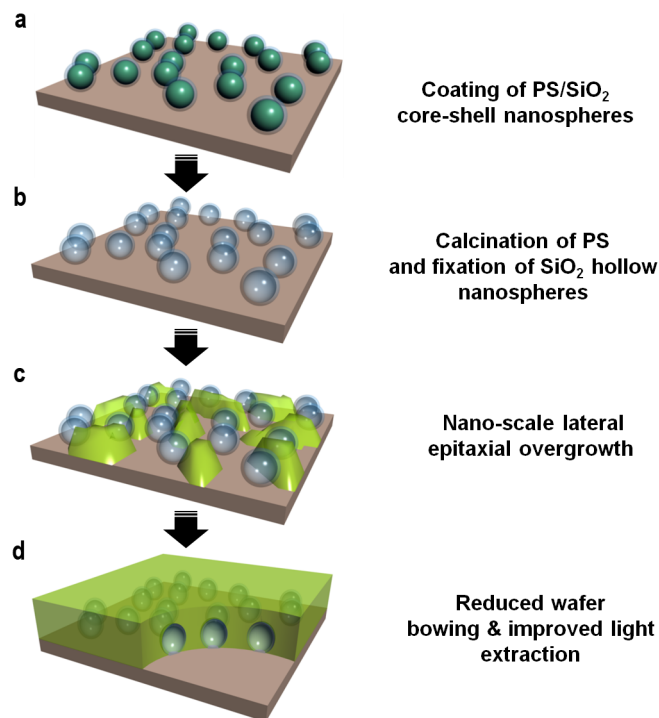 a
Coating of PS/SiO₂
core-shell nanospheres
b
Calcination of PS
and fixation of SiO₂ hollow
nanospheres
c
Nano-scale lateral
epitaxial overgrowth
d
Reduced wafer
bowing & improved light
extraction